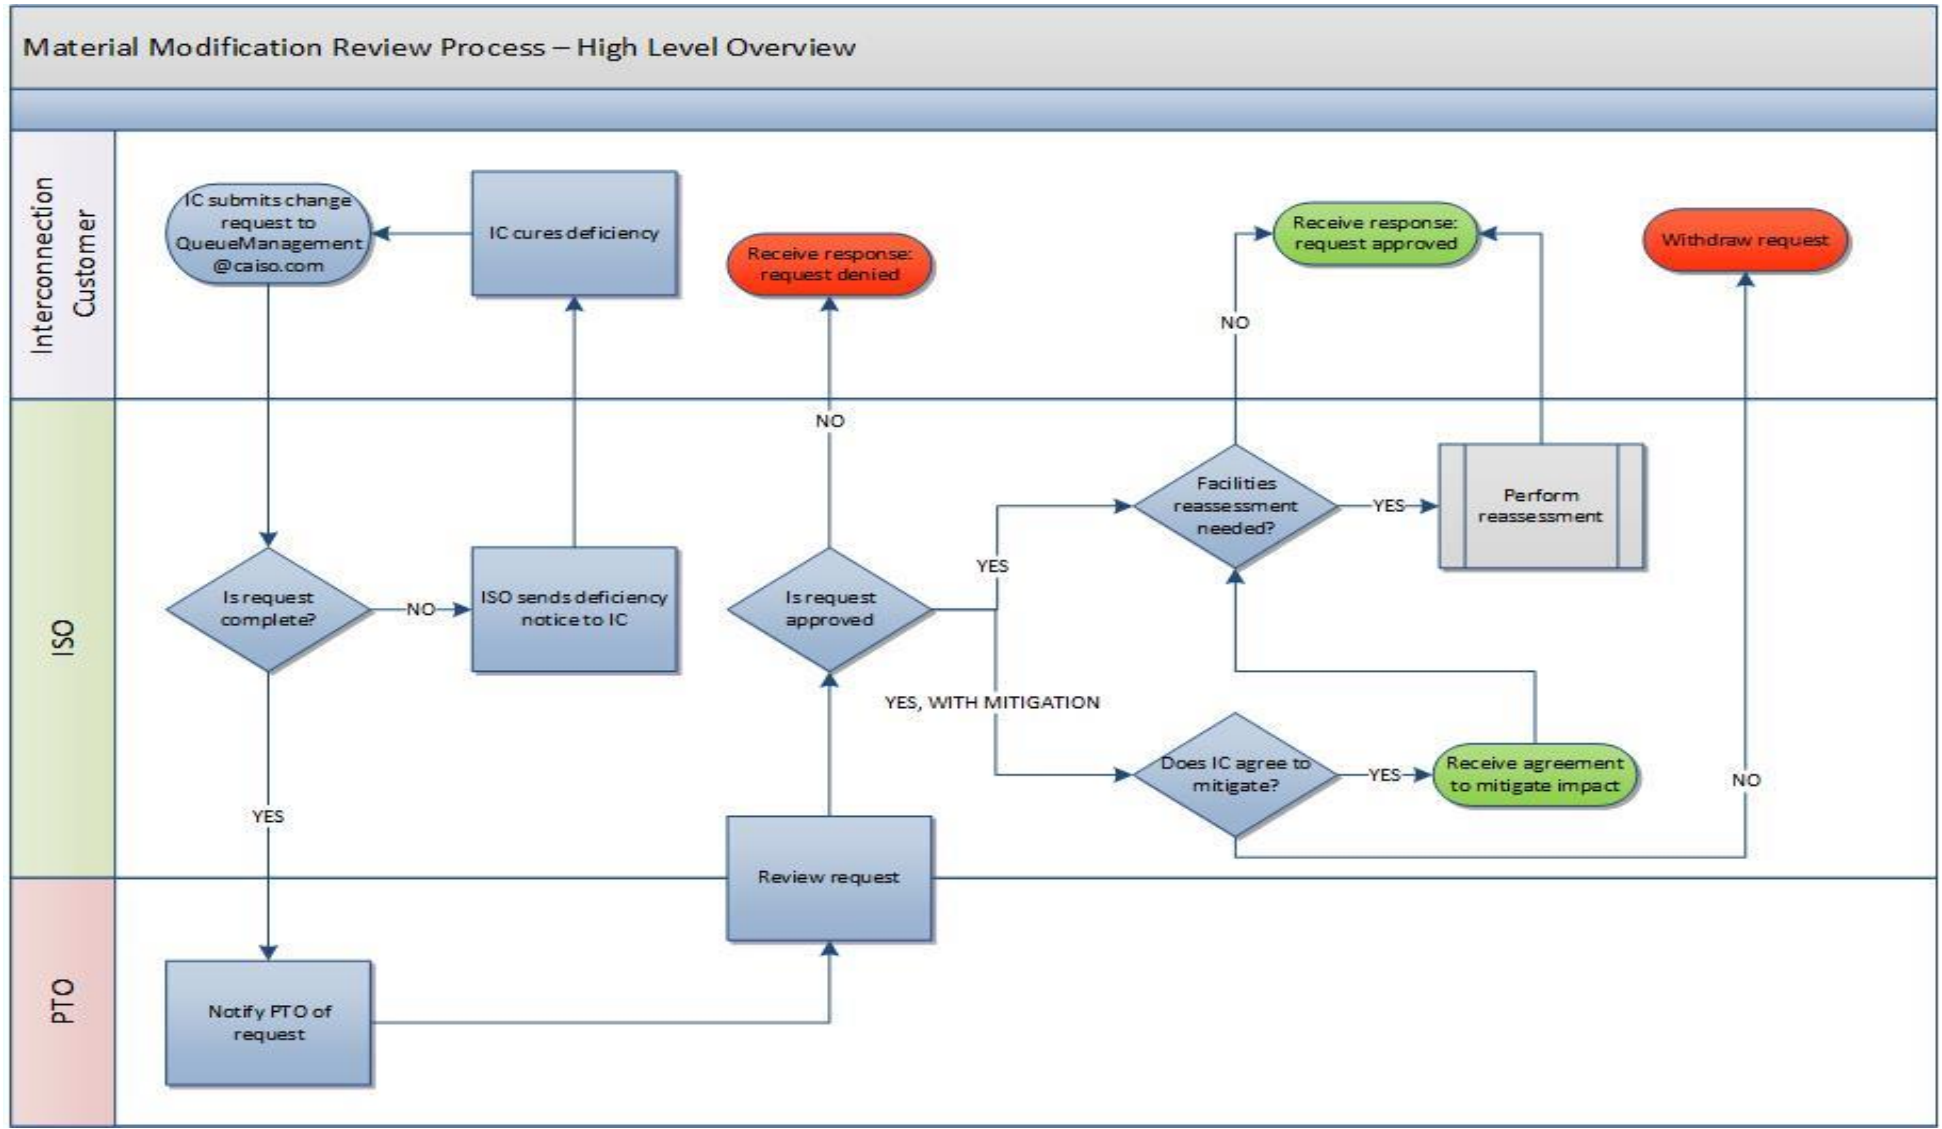 Material Modification Review Process – High Level Overview
Interconnection
Customer
IC submits change
request to
QueueManagement
@caiso.com
IC cures deficiency
Receive response:
request denied
Receive response:
request approved
Withdraw request
NO
ISO
NO
Facilities
reassessment
needed?
YES
Perform
reassessment
YES
Is request
complete?
NO
ISO sends deficiency
notice to IC
Is request
approved
YES, WITH MITIGATION
Does IC agree to
mitigate?
YES
Receive agreement
to mitigate impact
NO
YES
Review request
PTO
Notify PTO of
request